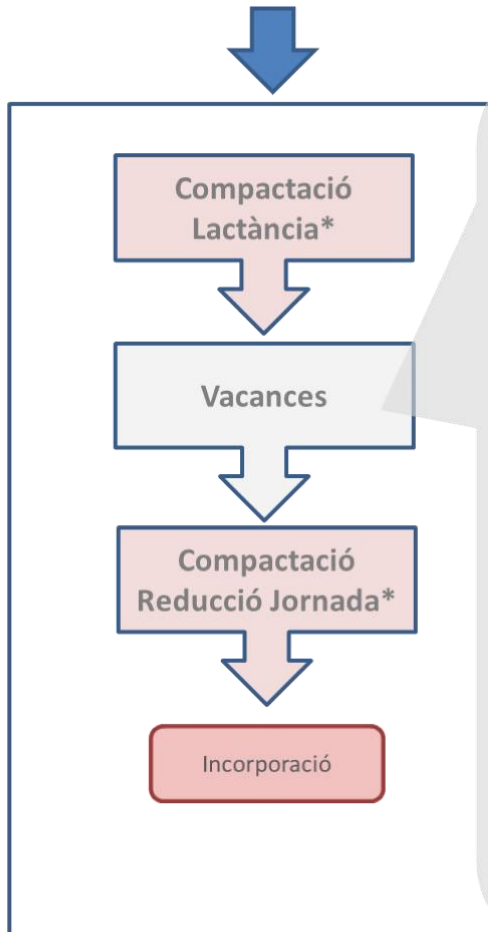 Compactació
Lactància*
Vacances
Compactació
Reducció Jornada*
Incorporació